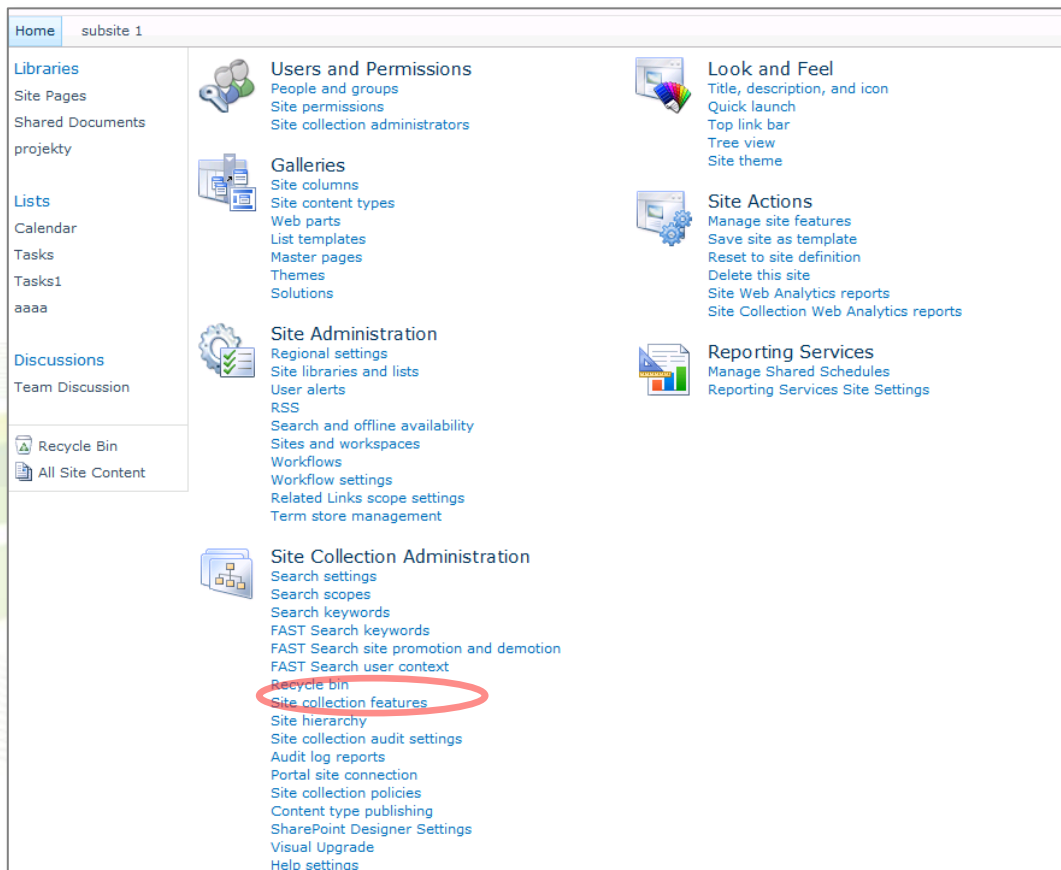 Home subsite 1
Libraries
Site Pages
Shared Documents
projekty
Lists
Calendar
Tasks
Tasks1
aaaa
Discussions
Team Discussion
Recycle Bin
All Site Content
Users and Permissions
People and groups
Site permissions
Site collection administrators
Galleries
Site columns
Site content types
Web parts
List templates
Master pages
Themes
Solutions
Site Administration
Regional settings
Site libraries and lists
User alerts
RSS
Search and offline availability
Sites and workspaces
Workflows
Workflow settings
Related Links scope settings
Term store management
Site Collection Administration
Search settings
Search scopes
Search keywords
FAST Search keywords
FAST Search site promotion and demotion
FAST Search user context
Recycle bin
Site collection features
Site hierarchy
Site collection audit settings
Audit log reports
Portal site connection
Site collection policies
Content type publishing
SharePoint Designer Settings
Visual Upgrade
Help settings
Look and Feel
Title, description, and icon
Quick launch
Top link bar
Tree view
Site theme
Site Actions
Manage site features
Save site as template
Reset to site definition
Delete this site
Site Web Analytics reports
Site Collection Web Analytics reports
Reporting Services
Manage Shared Schedules
Reporting Services Site Settings